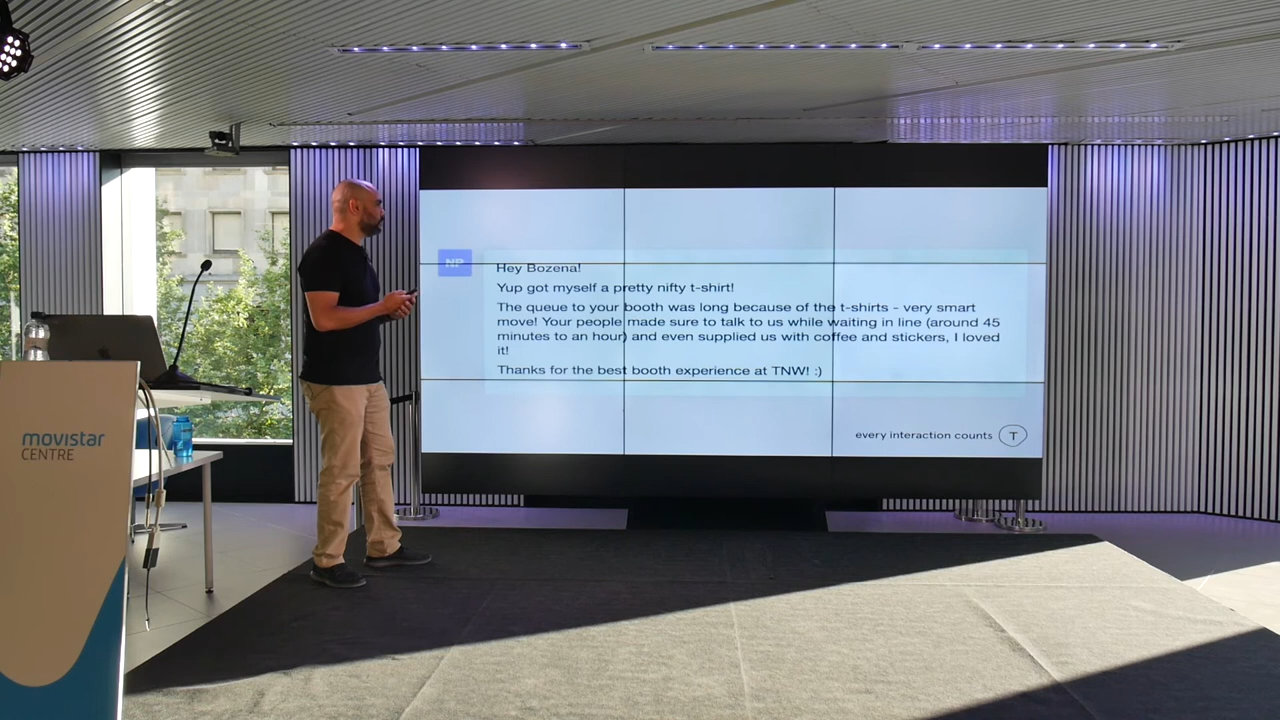 NP
Hey Bozena!
Yup got myself a pretty nifty t-shirt!
The queue to your booth was long because of the t-shirts - very smart
move! Your people made sure to talk to us while waiting in line (around 45
minutes to an hour) and even supplied us with coffee and stickers, I loved
it!
Thanks for the best booth experience at TNW! :)
every interaction counts T
movistar
CENTRE